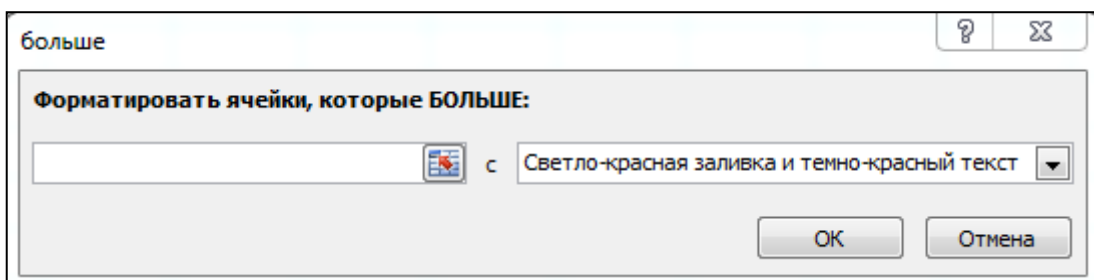 больше
Форматировать ячейки, которые БОЛЬШЕ:
с Светло-красная заливка и темно-красный текст
ОК Отмена